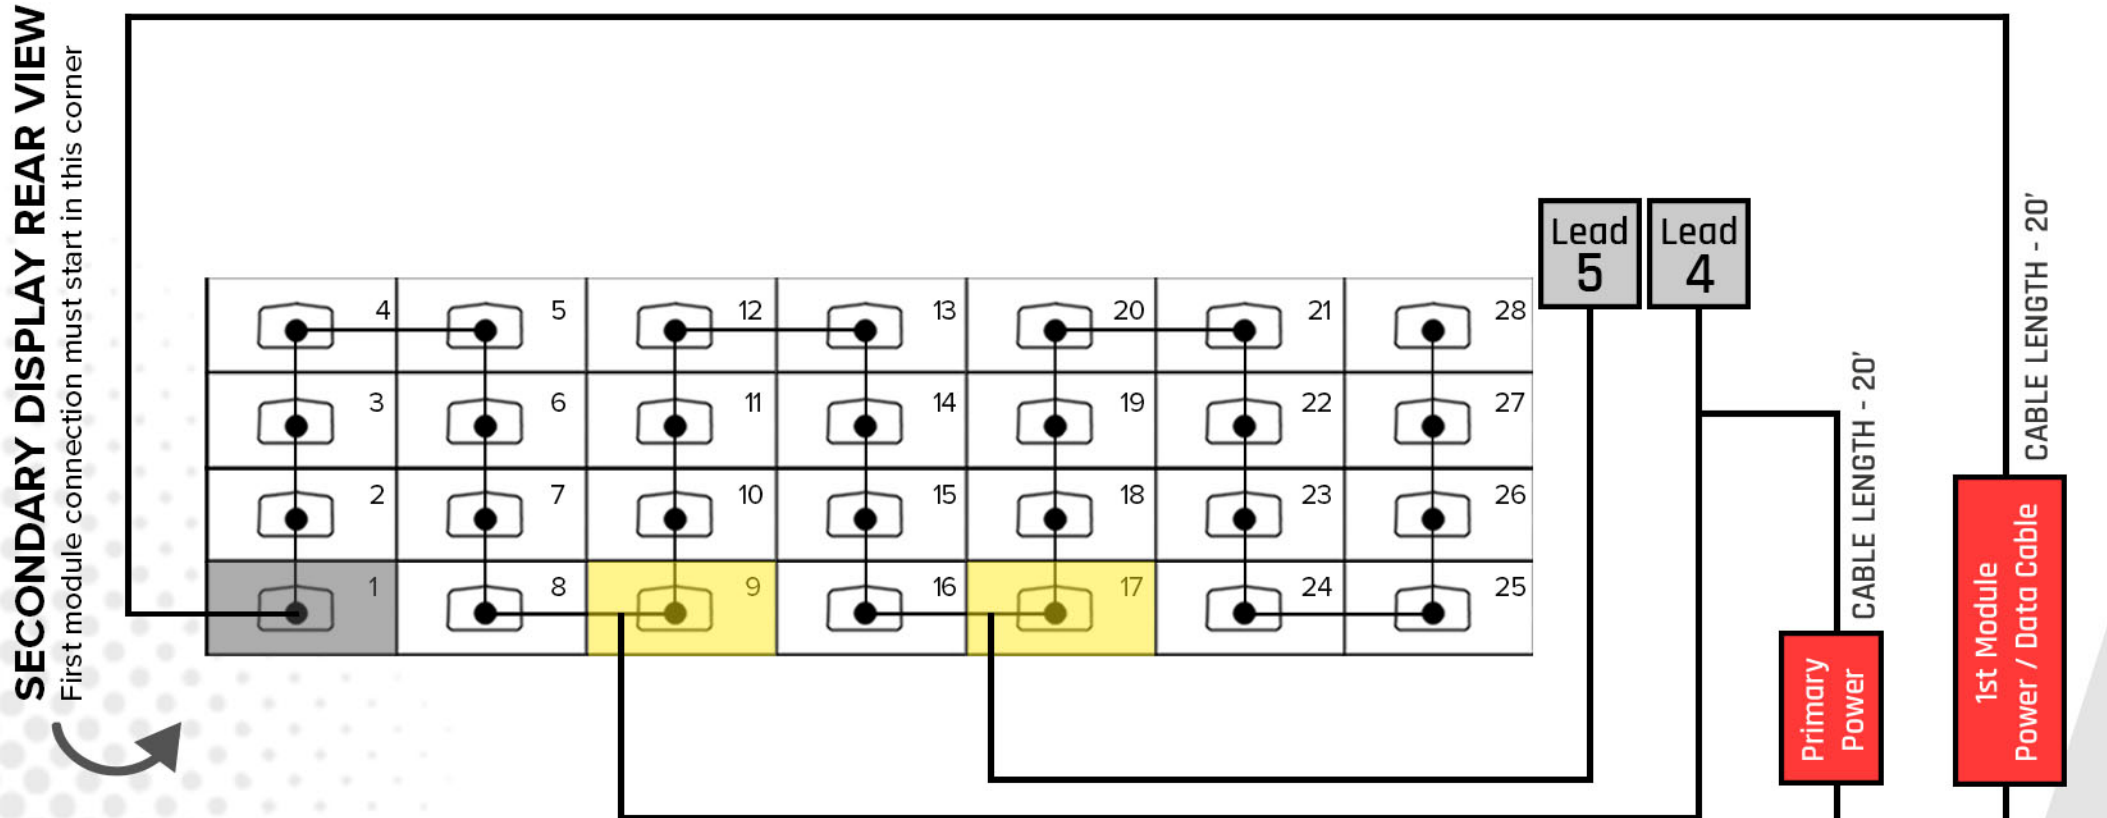 SECONDARY DISPLAY REAR VIEW
First module connection must start in this corner
Lead
5
Lead
4
4 5 12 13 20 21 28
3 6 11 14 19 22 27
2 7 10 15 18 23 26
1 8 9 16 17 24 25
CABLE LENGTH - 20'
Primary
Power
CABLE LENGTH - 20'
1st Module
Power / Data Cable